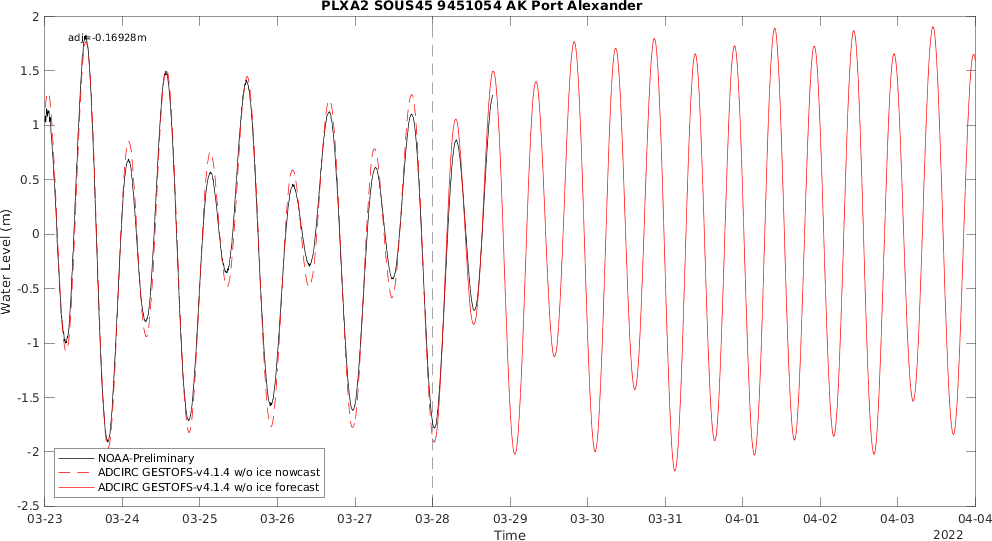 PLXA2 SOUS45 9451054 AK Port Alexander
adj=-0.16928m
2
1.5
1
0.5
0
-0.5
-1
-1.5
-2
-2.5
Water Level (m)
NOAA-Preliminary
ADCIRC GESTOFS-v4.1.4 w/o ice nowcast
ADCIRC GESTOFS-v4.1.4 w/o ice forecast
03-23 03-24 03-25 03-26 03-27 03-28 03-29 03-30 03-31 04-01 04-02 04-03 04-04
Time
2022